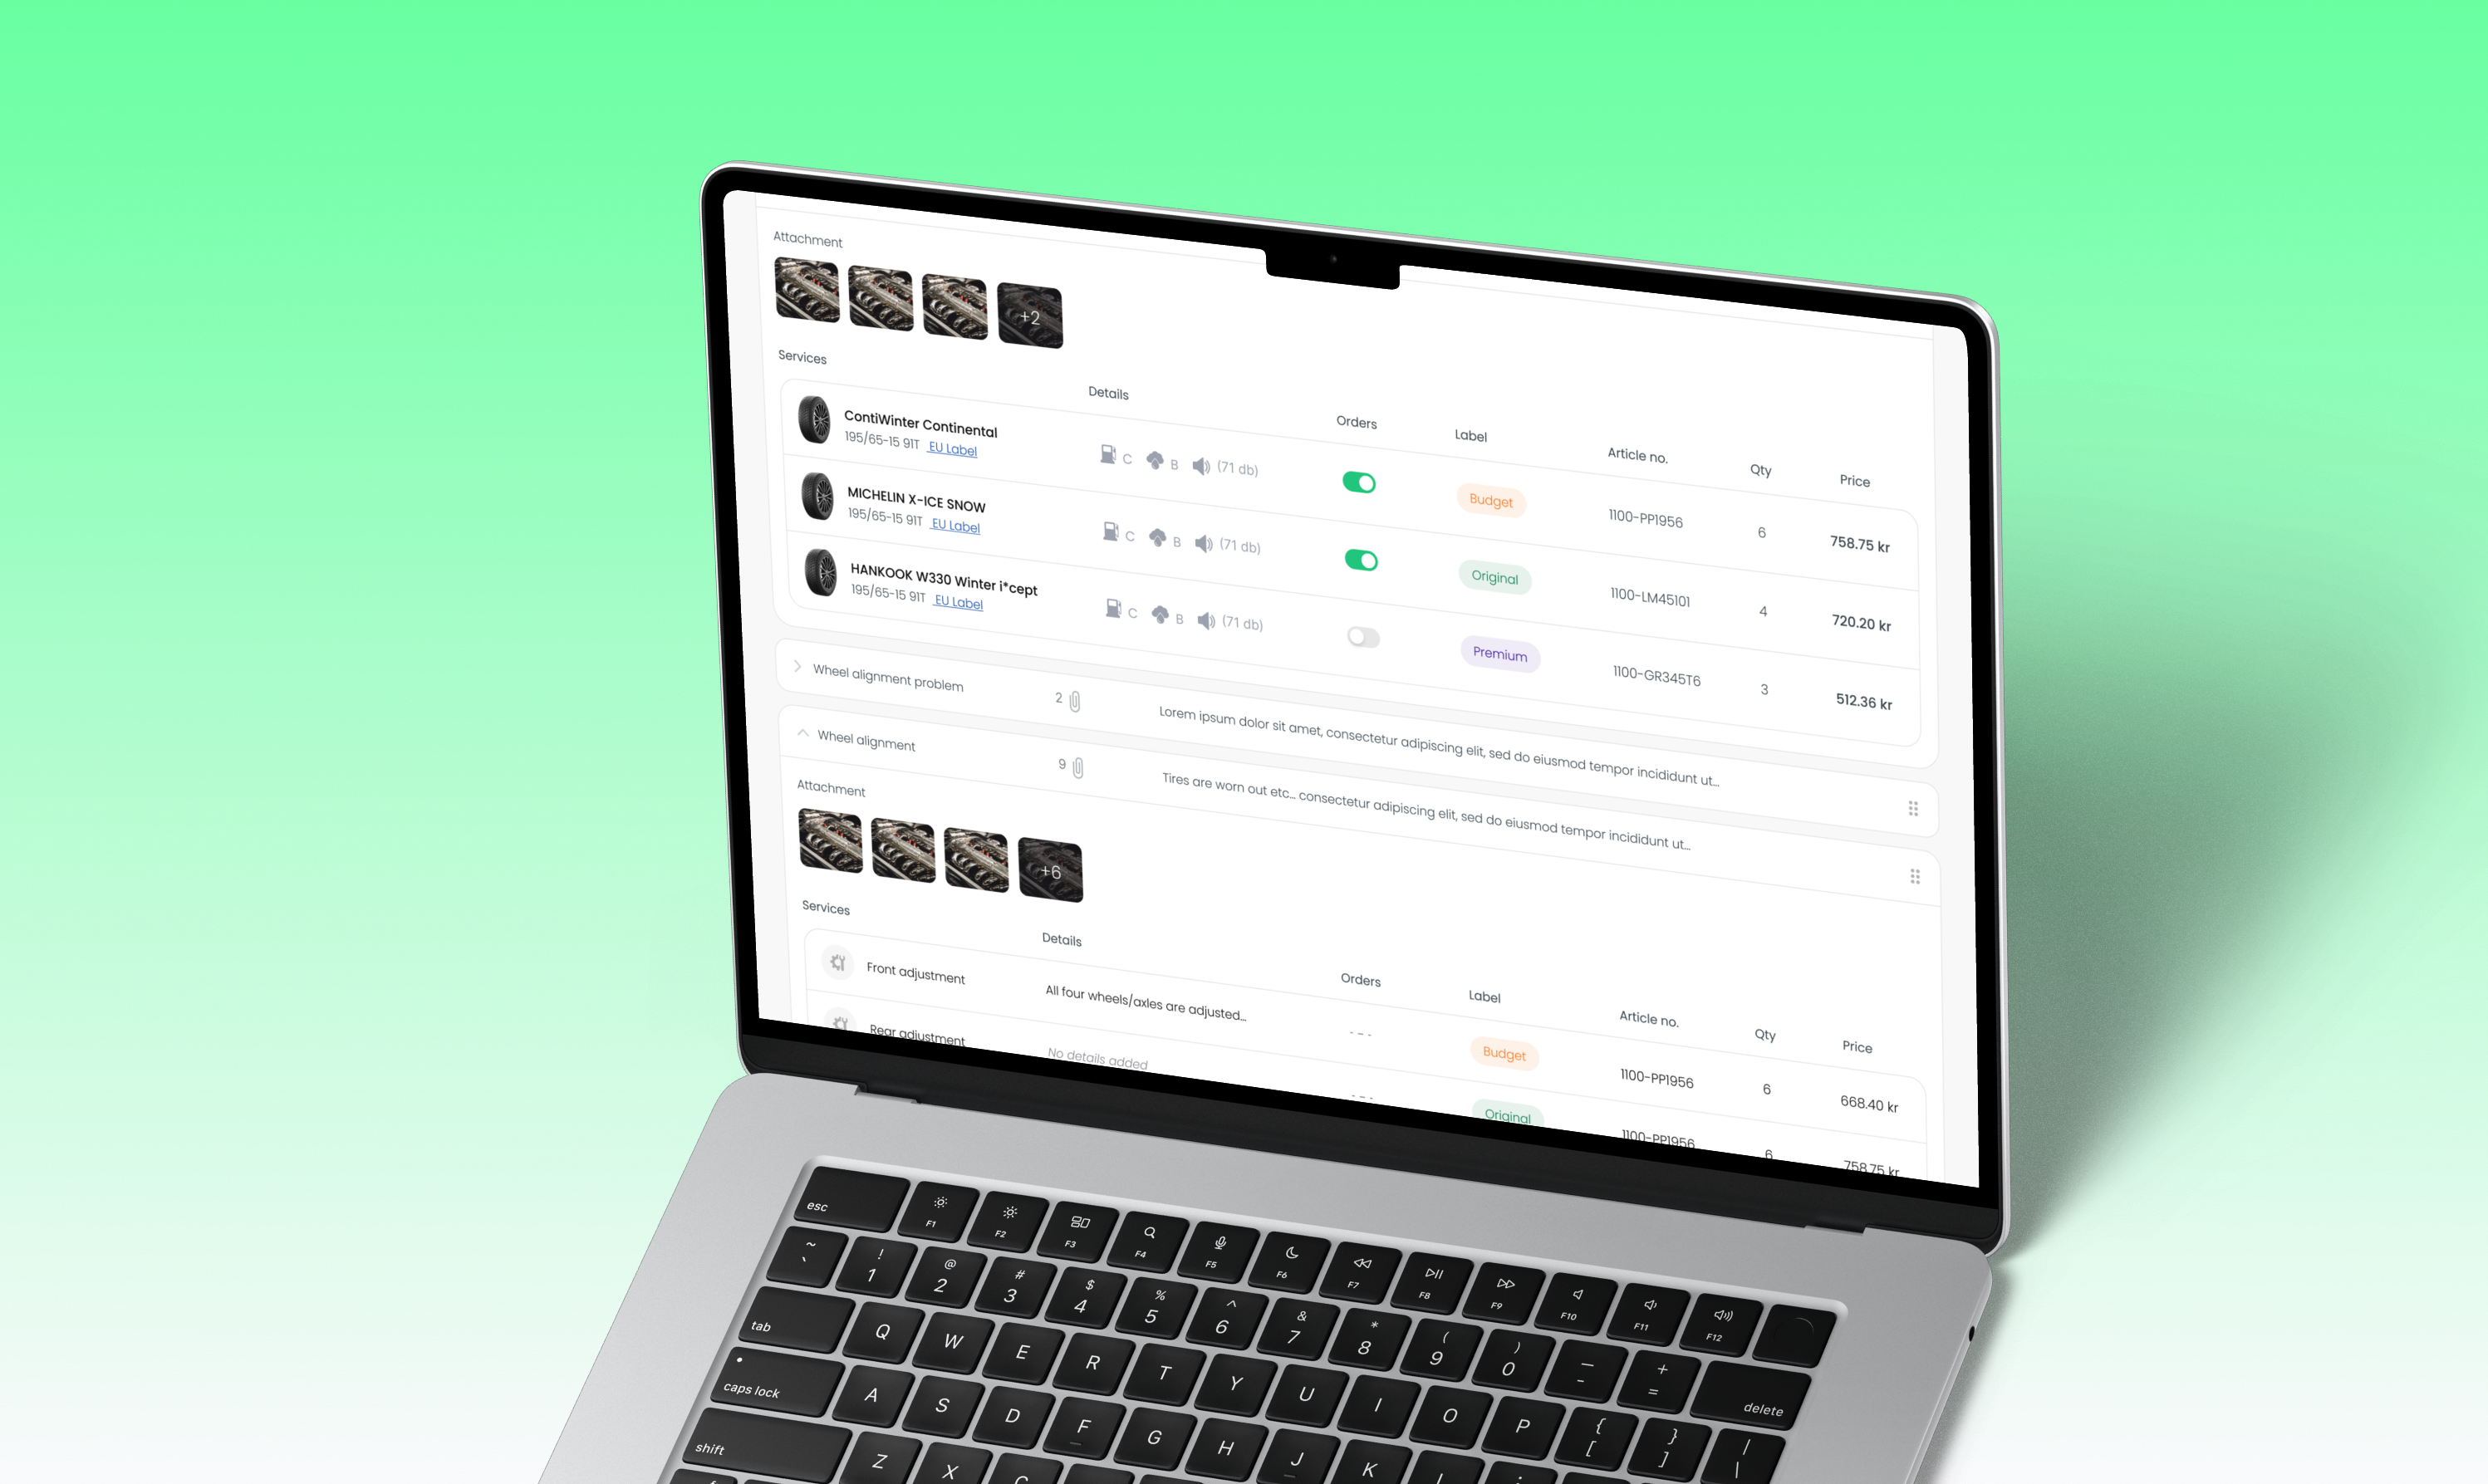 Attachment
+2
Services
Details
Orders
Label
Article no.
Qty
Price
ContiWinter Continental
195/65-15 91T EU Label
C B (71 db)
Budget
1100-PP1956
6
758.75 kr
MICHELIN X-ICE SNOW
195/65-15 91T EU Label
C B (71 db)
Original
1100-LM45101
4
720.20 kr
HANKOOK W330 Winter i*cept
195/65-15 91T EU Label
C B (71 db)
Premium
1100-GR345T6
3
512.36 kr
Wheel alignment problem
2
Lorem ipsum dolor sit amet, consectetur adipiscing elit, sed do eiusmod tempor incididunt ut...
Wheel alignment
9
Tires are worn out etc... consectetur adipiscing elit, sed do eiusmod tempor incididunt ut...
Attachment
+6
Services
Details
Orders
Label
Article no.
Qty
Price
Front adjustment
All four wheels/axles are adjusted...
---
Budget
1100-PP1956
6
668.40 kr
Rear adjustment
No details added
---
Original
1100-PP1956
6
758.75 kr
esc F1 F2 F3 F4 F5 F6 F7 F8 F9 F10 F11 F12
~ ! @ # $ % ^ & * ( ) — +
` 1 2 3 4 5 6 7 8 9 0 - = delete
tab Q W E R T Y U I O P { [ } ] | \
caps lock A S D F G H J K L
shift Z X